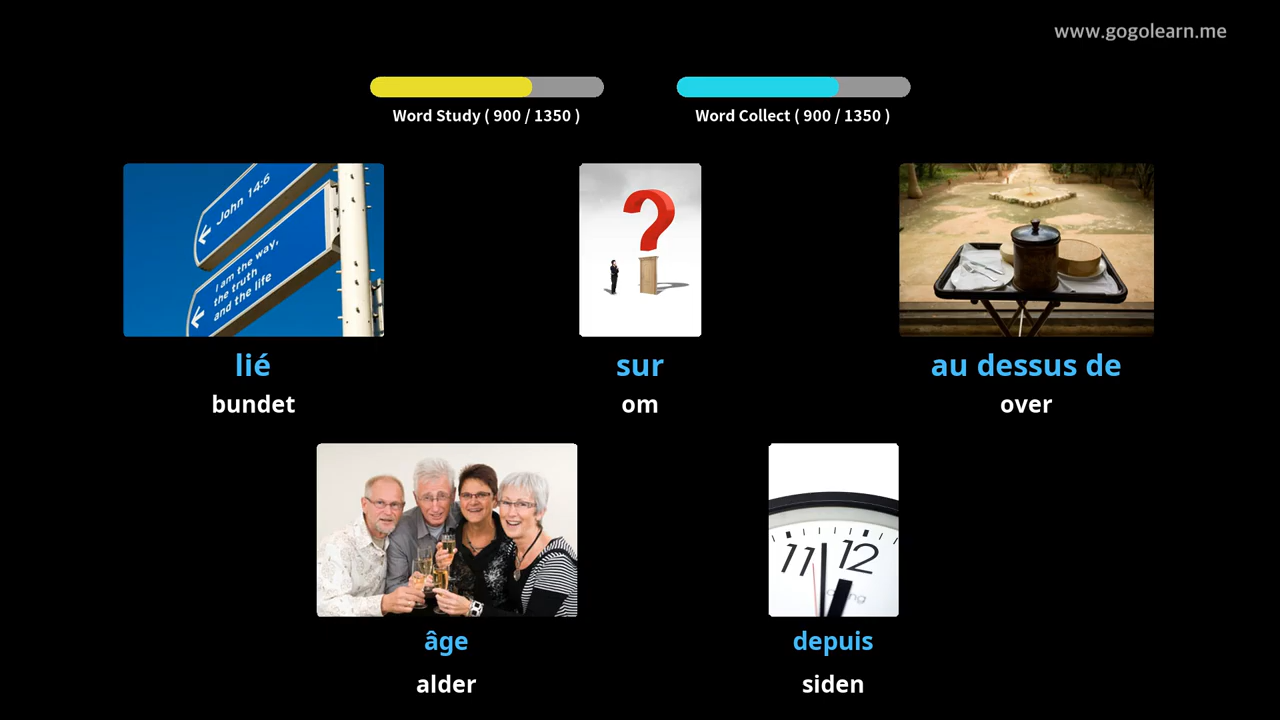 www.gogolearn.me
Word Study ( 900 / 1350 )
Word Collect ( 900 / 1350 )
John 14:6
I am the way,
the truth
and the life
lié
sur
au dessus de
bundet
om
over
11
12
âge
depuis
alder
siden